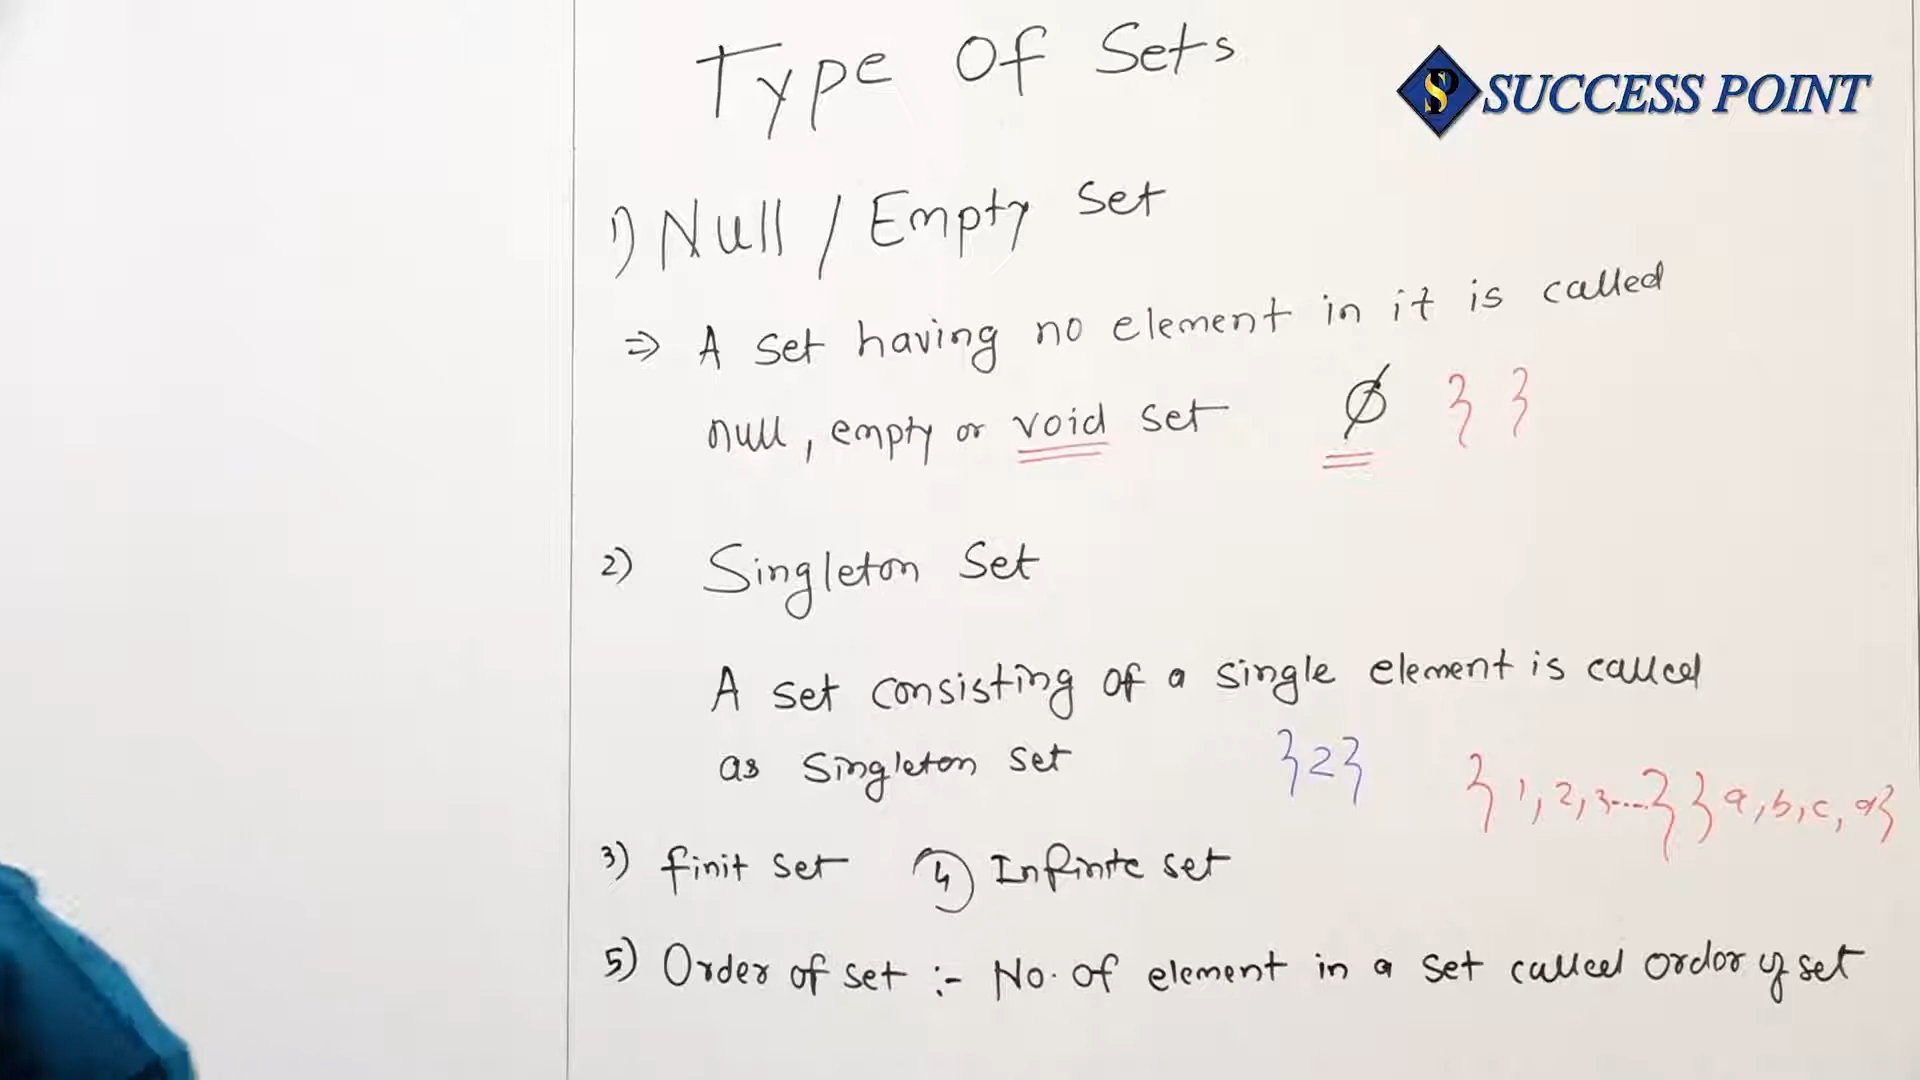 Type Of Sets
SP SUCCESS POINT
1) Null / Empty Set
⇒ A set having no element in it is called
null, empty or void set ∅ { }
2) Singleton Set
A set consisting of a single element is called
as Singleton set {2} { 1, 2, 3....} { a, b, c, d}
3) finit set 4) Infinite set
5) Order of set :- No. of element in a set called ordor of set